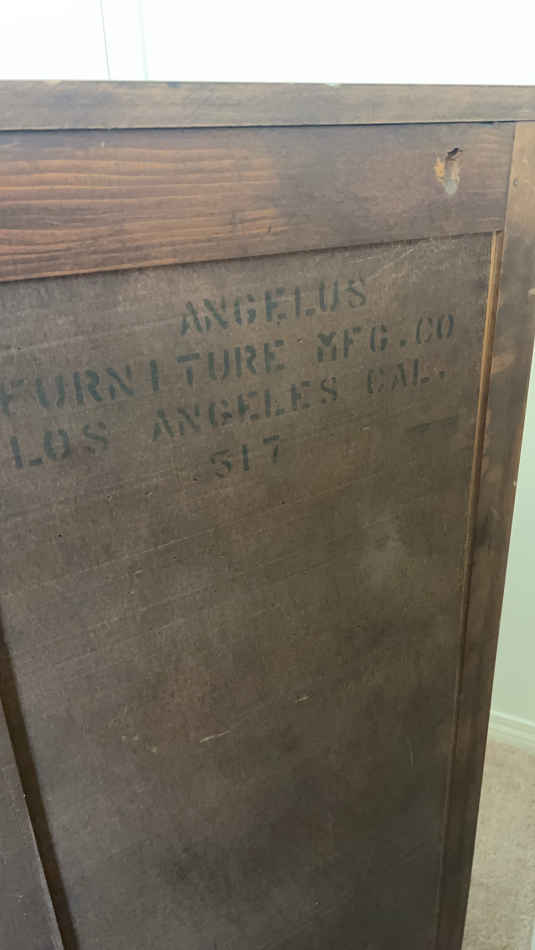 ANGELUS
FURNITURE MFG.CO
LOS ANGELES CAL.
517